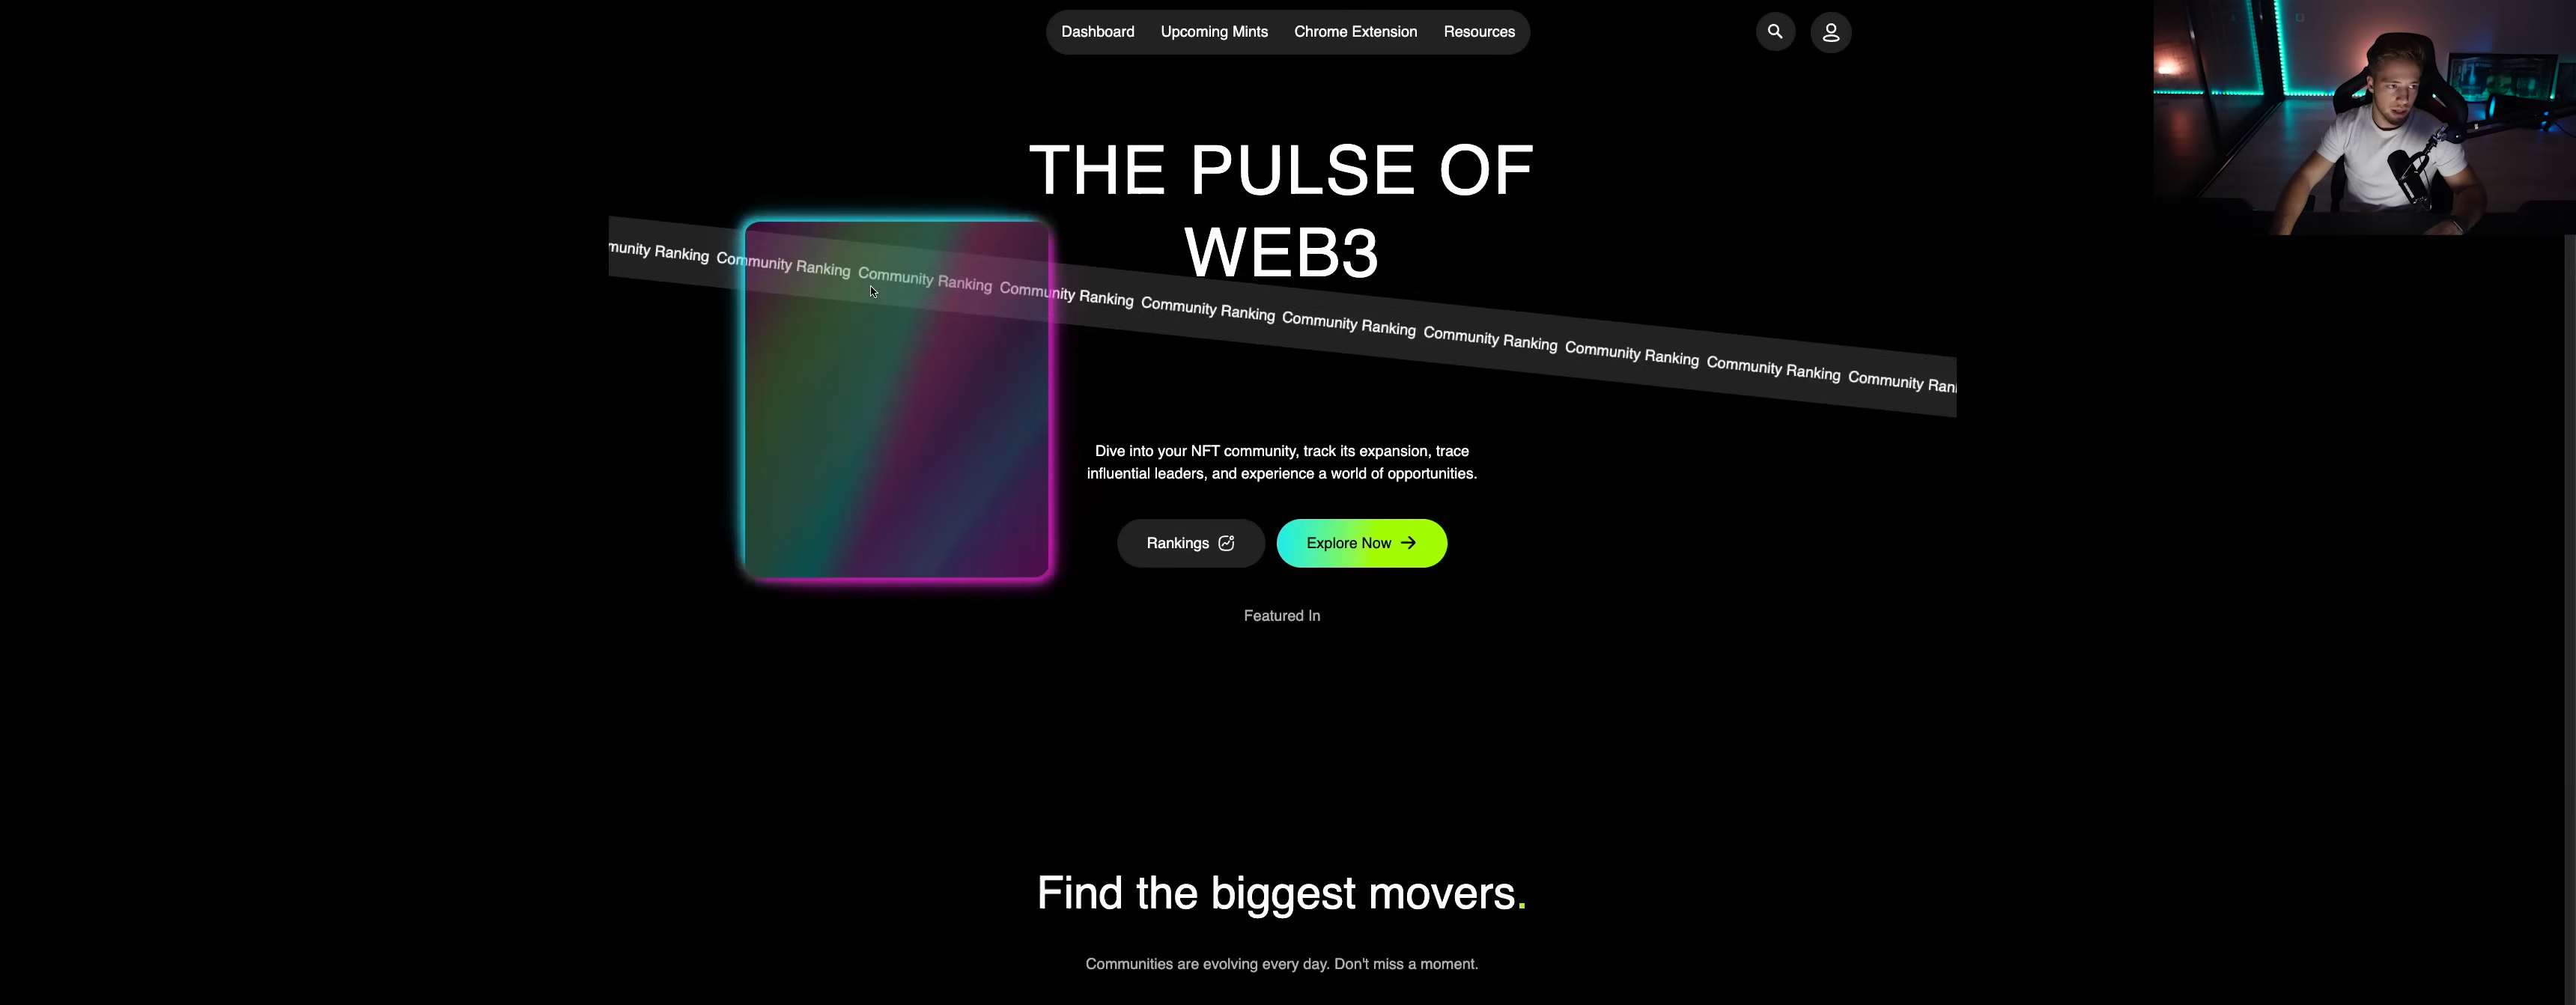 Dashboard Upcoming Mints Chrome Extension Resources
THE PULSE OF
WEB3
munity Ranking Community Ranking Community Ranking Community Ranking Community Ranking Community Ranking Community Ranking Community Ranking Community Ranking Community Ran
Dive into your NFT community, track its expansion, trace
influential leaders, and experience a world of opportunities.
Rankings Explore Now
Featured In
Find the biggest movers.
Communities are evolving every day. Don't miss a moment.